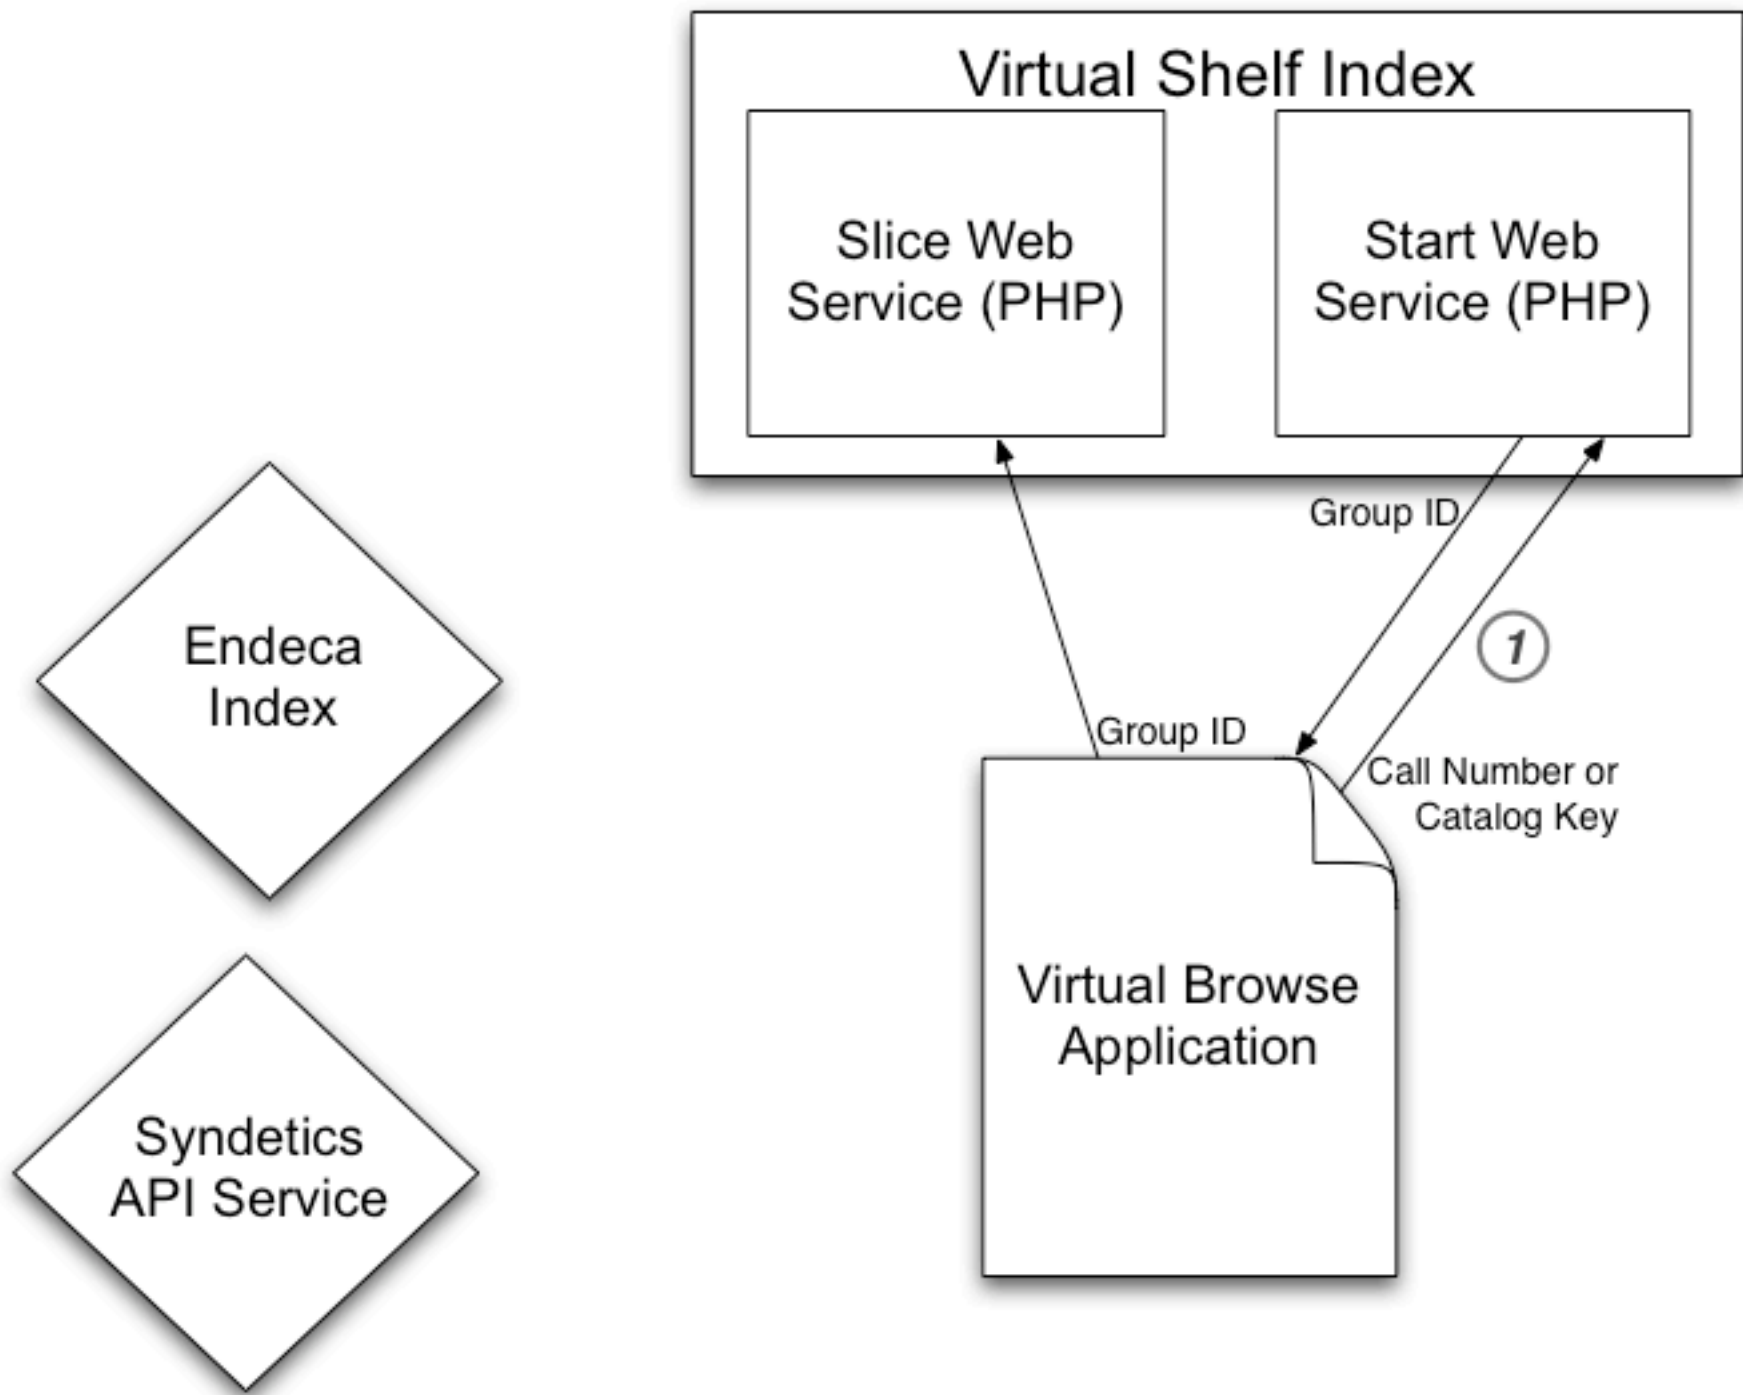 Virtual Shelf Index
Slice Web
Service (PHP)
Start Web
Service (PHP)
Group ID
1
Group ID
Call Number or
Catalog Key
Endeca
Index
Virtual Browse
Application
Syndetics
API Service